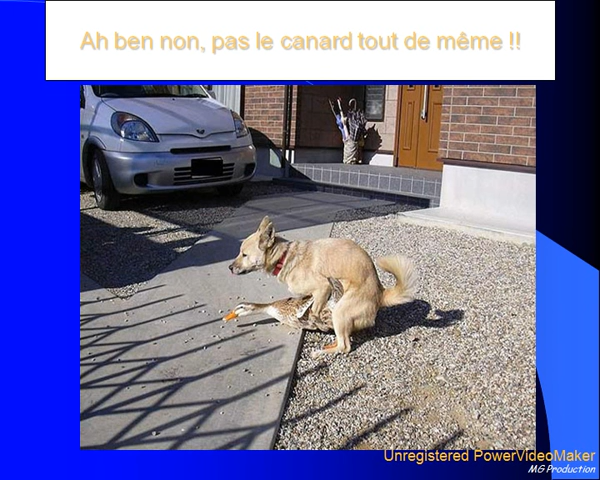 Ah ben non, pas le canard tout de même !!
Unregistered PowerVideoMaker
MG Production